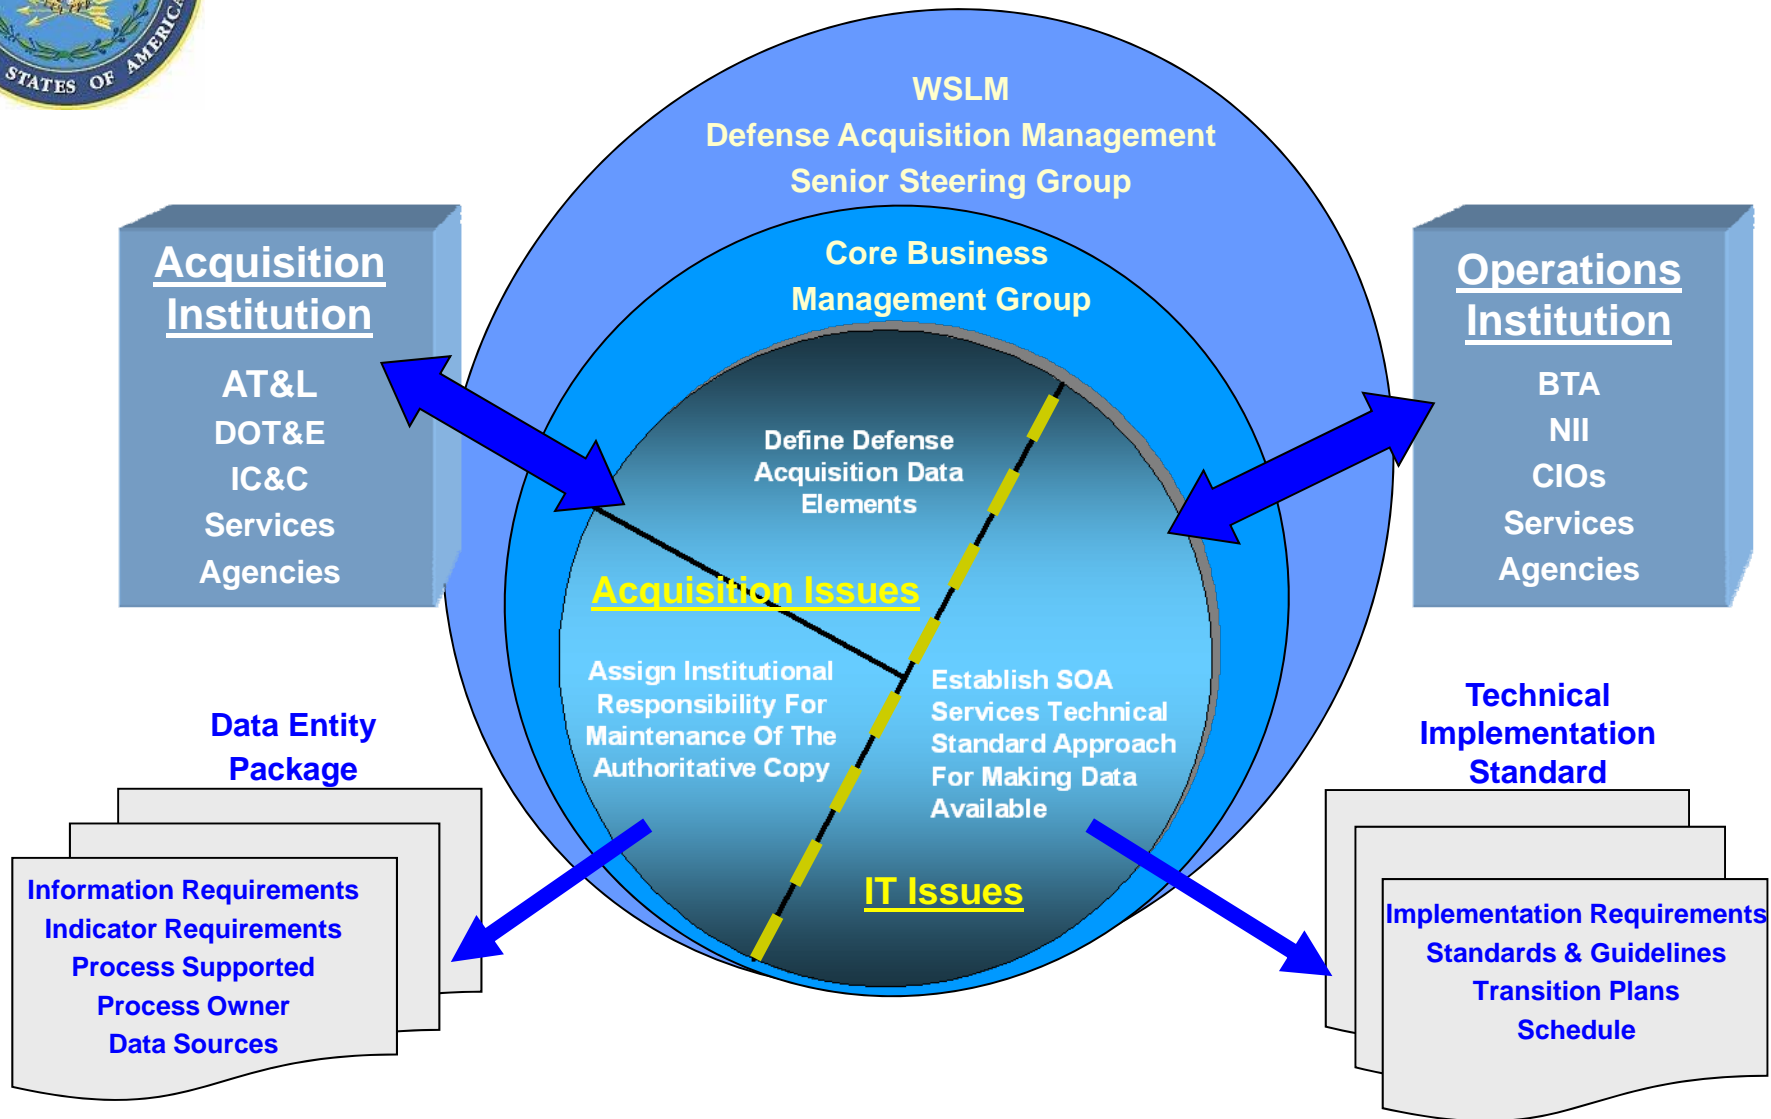 STATES OF AMERICA
WSLM
Defense Acquisition Management
Senior Steering Group
Core Business
Management Group
Acquisition
Institution
AT&L
DOT&E
IC&C
Services
Agencies
Operations
Institution
BTA
NII
CIOs
Services
Agencies
Define Defense
Acquisition Data
Elements
Acquisition Issues
Assign Institutional
Responsibility For
Maintenance Of The
Authoritative Copy
Establish SOA
Services Technical
Standard Approach
For Making Data
Available
IT Issues
Data Entity
Package
Information Requirements
Indicator Requirements
Process Supported
Process Owner
Data Sources
Technical
Implementation
Standard
Implementation Requirements
Standards & Guidelines
Transition Plans
Schedule